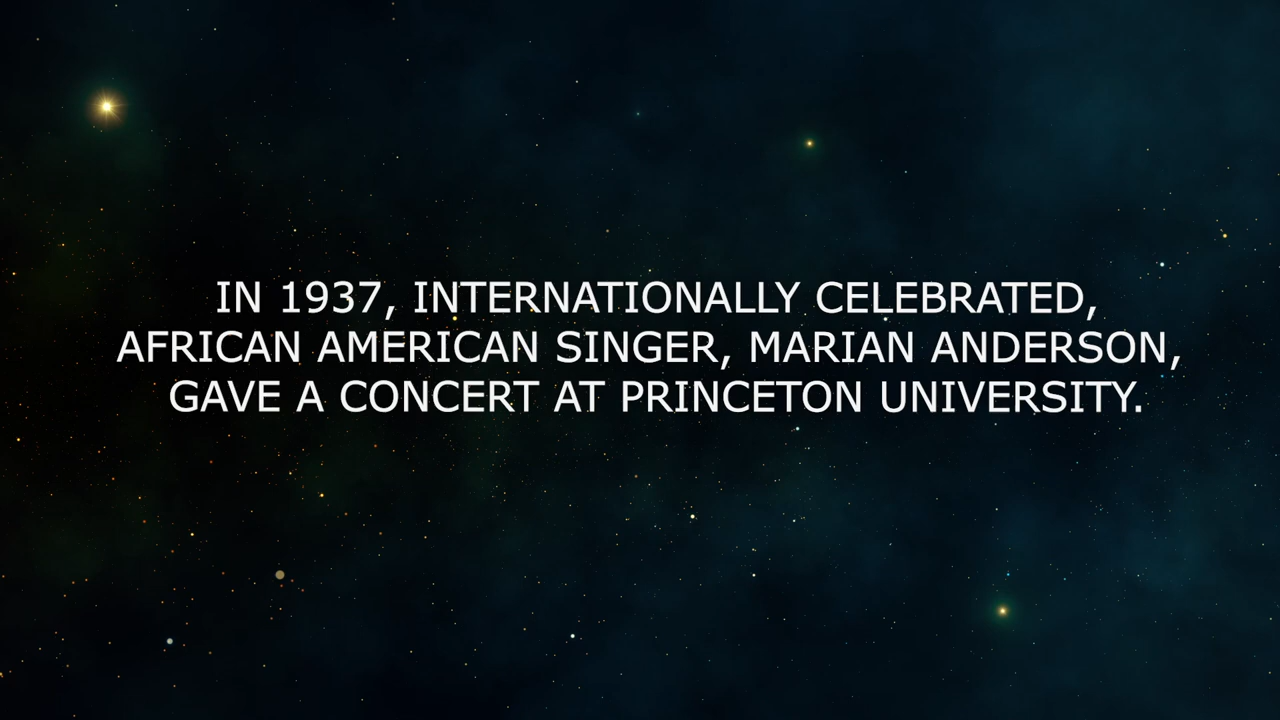 IN 1937, INTERNATIONALLY CELEBRATED,
AFRICAN AMERICAN SINGER, MARIAN ANDERSON,
GAVE A CONCERT AT PRINCETON UNIVERSITY.